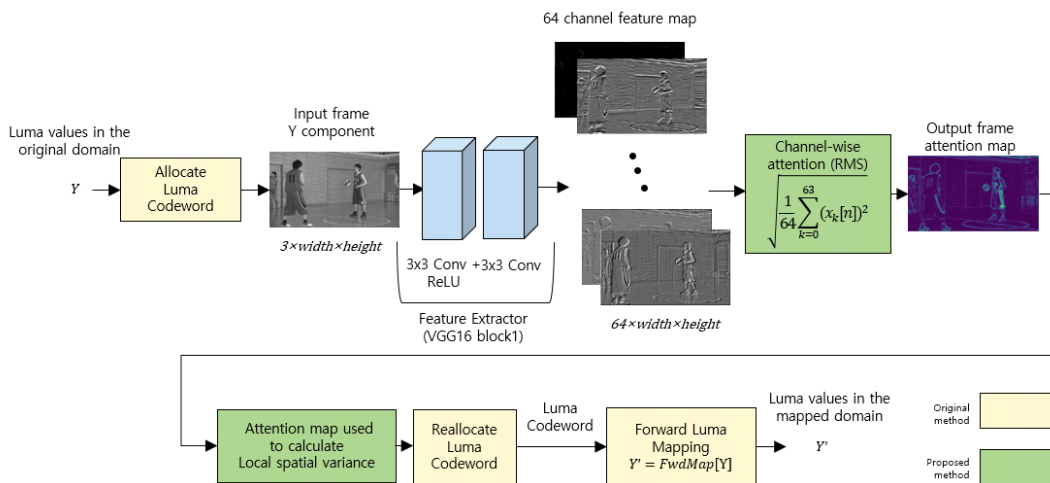 64 channel feature map
Input frame
Y component
Luma values in the
original domain
Y
Allocate
Luma
Codeword
3×width×height
3x3 Conv
ReLU
+3x3 Conv
Feature Extractor
(VGG16 block1)
64×width×height
Channel-wise
attention (RMS)
√(1/64 ∑_{k=0}^{63} (x_k[n])²)
Output frame
attention map
Attention map used
to calculate
Local spatial variance
Reallocate
Luma
Codeword
Luma
Codeword
Forward Luma
Mapping
Y' = FwdMap[Y]
Luma values in the
mapped domain
Y'
Original
method
Proposed
method